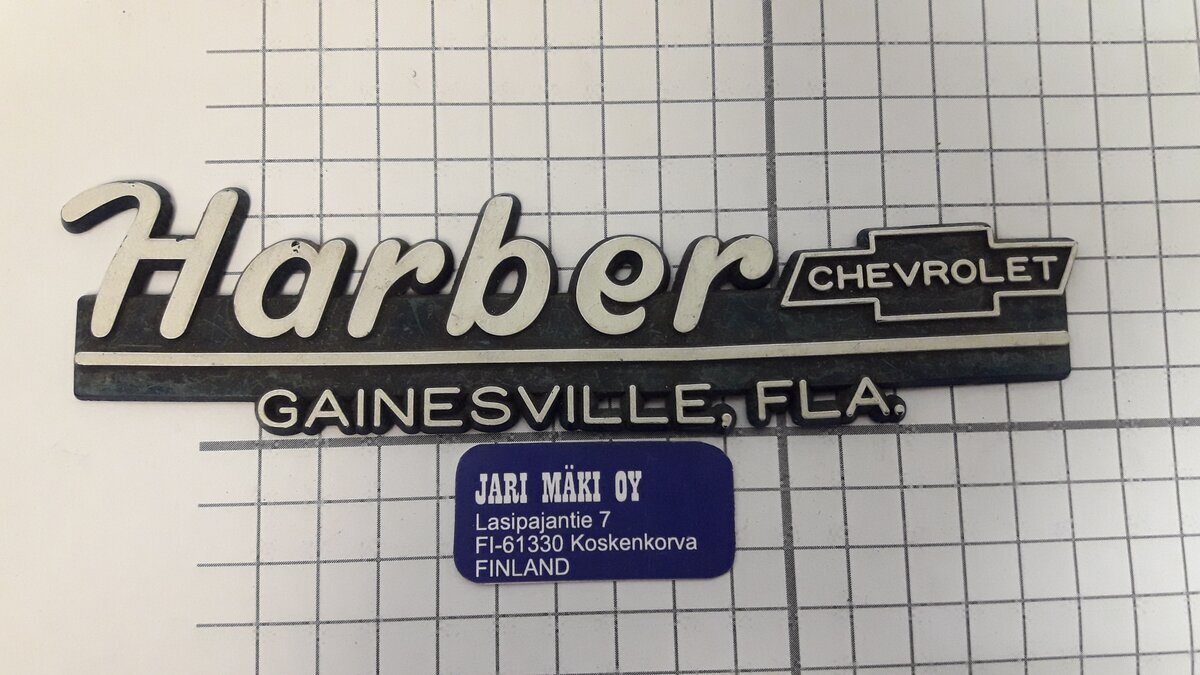 Harber CHEVROLET
GAINESVILLE, FLA.
JARI MÄKI OY
Lasipajantie 7
FI-61330 Koskenkorva
FINLAND